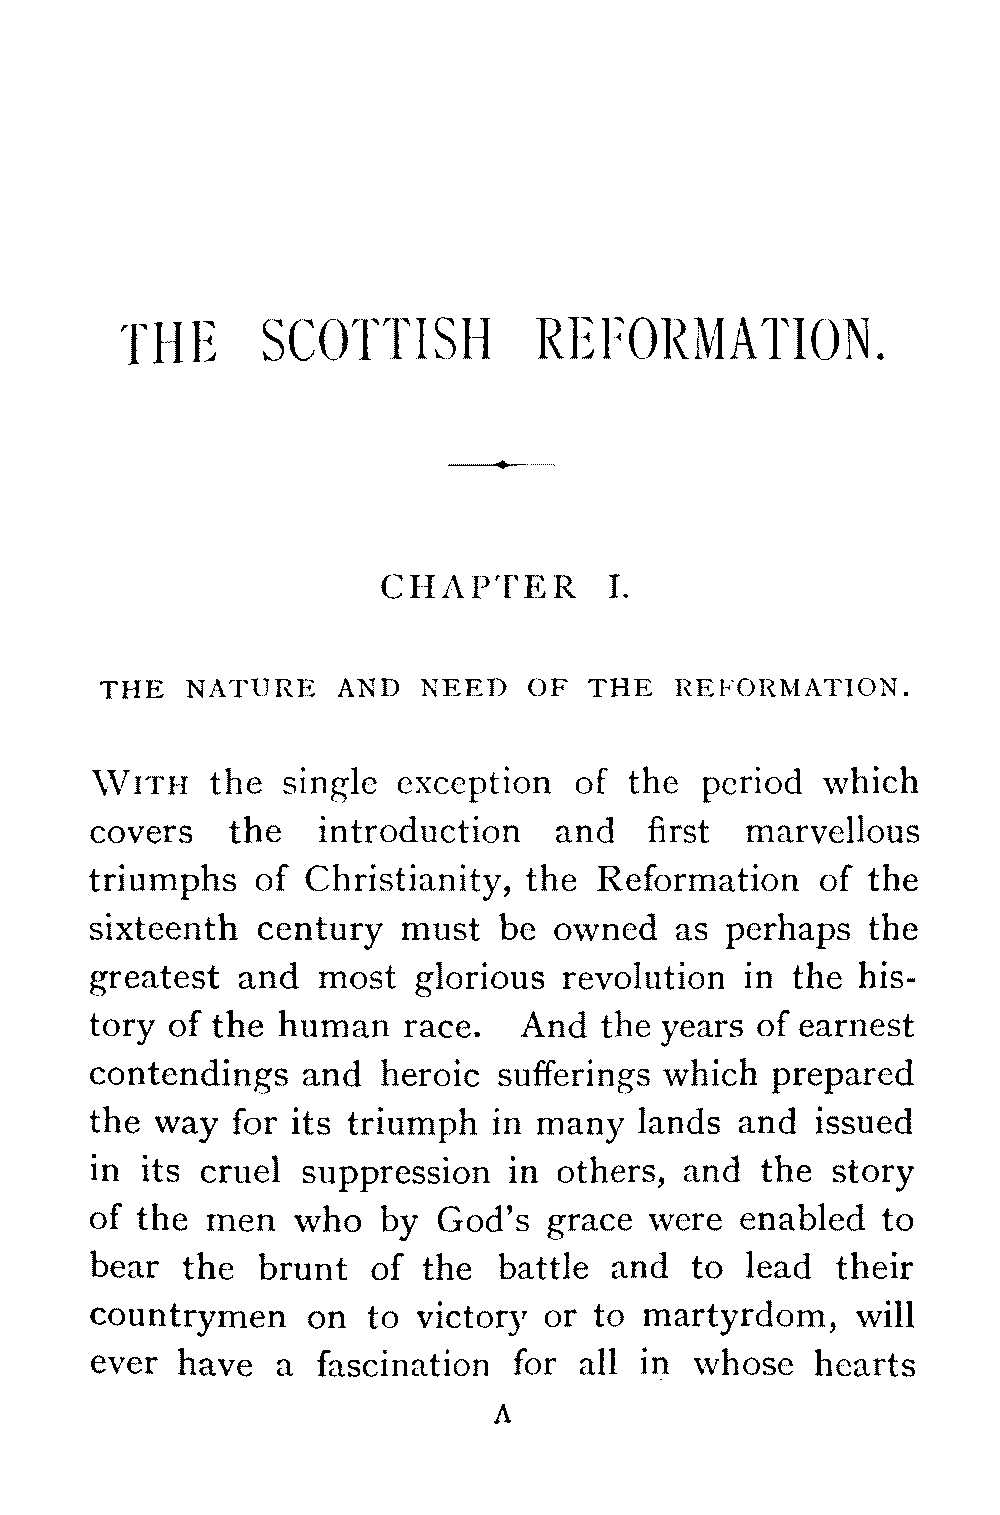 THE SCOTTISH REFORMATION.
CHAPTER I.
THE NATURE AND NEED OF THE REFORMATION.
WITH the single exception of the period which
covers the introduction and first marvellous
triumphs of Christianity, the Reformation of the
sixteenth century must be owned as perhaps the
greatest and most glorious revolution in the his-
tory of the human race. And the years of earnest
contendings and heroic sufferings which prepared
the way for its triumph in many lands and issued
in its cruel suppression in others, and the story
of the men who by God's grace were enabled to
bear the brunt of the battle and to lead their
countrymen on to victory or to martyrdom, will
ever have a fascination for all in whose hearts
A